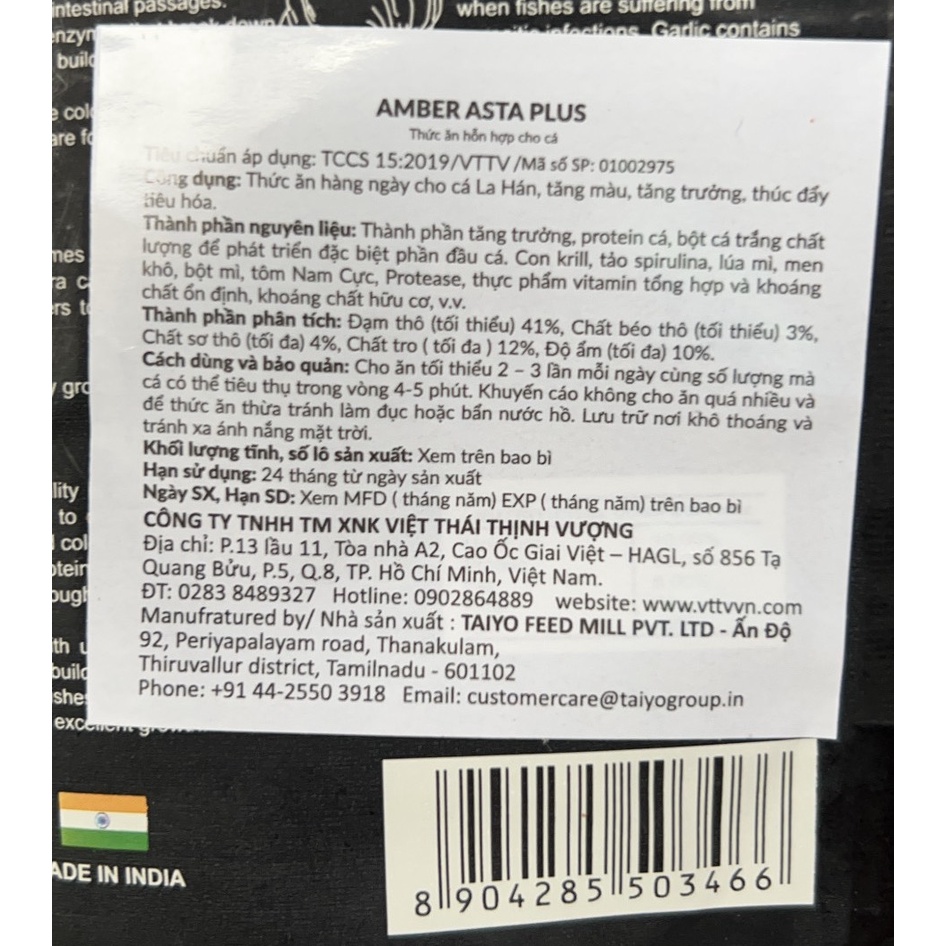 intestinal passages.
when fishes are suffering from
infections. Garlic contains
AMBER ASTA PLUS
Thức ăn hỗn hợp cho cá
Tiêu chuẩn áp dụng: TCCS 15:2019/VTTV /Mã số SP: 01002975
Công dụng: Thức ăn hàng ngày cho cá La Hán, tăng màu, tăng trưởng, thúc đẩy
tiêu hóa.
Thành phần nguyên liệu: Thành phần tăng trưởng, protein cá, bột cá trắng chất
lượng để phát triển đặc biệt phần đầu cá. Con krill, tảo spirulina, lúa mì, men
khô, bột mì, tôm Nam Cực, Protease, thực phẩm vitamin tổng hợp và khoáng
chất ổn định, khoáng chất hữu cơ, v.v.
Thành phần phân tích: Đạm thô (tối thiểu) 41%, Chất béo thô (tối thiểu) 3%,
Chất sơ thô (tối đa) 4%, Chất tro ( tối đa ) 12%, Độ ẩm (tối đa) 10%.
Cách dùng và bảo quản: Cho ăn tối thiểu 2 – 3 lần mỗi ngày cùng số lượng mà
cá có thể tiêu thụ trong vòng 4-5 phút. Khuyến cáo không cho ăn quá nhiều và
để thức ăn thừa tránh làm đục hoặc bẩn nước hồ. Lưu trữ nơi khô thoáng và
tránh xa ánh nắng mặt trời.
Khối lượng tĩnh, số lô sản xuất: Xem trên bao bì
Hạn sử dụng: 24 tháng từ ngày sản xuất
Ngày SX, Hạn SD: Xem MFD ( tháng năm) EXP ( tháng năm) trên bao bì
CÔNG TY TNHH TM XNK VIỆT THÁI THỊNH VƯỢNG
Địa chỉ: P.13 lầu 11, Tòa nhà A2, Cao Ốc Giai Việt – HAGL, số 856 Tạ
Quang Bửu, P.5, Q.8, TP. Hồ Chí Minh, Việt Nam.
ĐT: 0283 8489327 Hotline: 0902864889 website: www.vttvvn.com
Manufratured by/ Nhà sản xuất : TAIYO FEED MILL PVT. LTD - Ấn Độ
92, Periyapalayam road, Thanakulam,
Thiruvallur district, Tamilnadu - 601102
Phone: +91 44-2550 3918 Email: customercare@taiyogroup.in
ADE IN INDIA
8 904285 503466